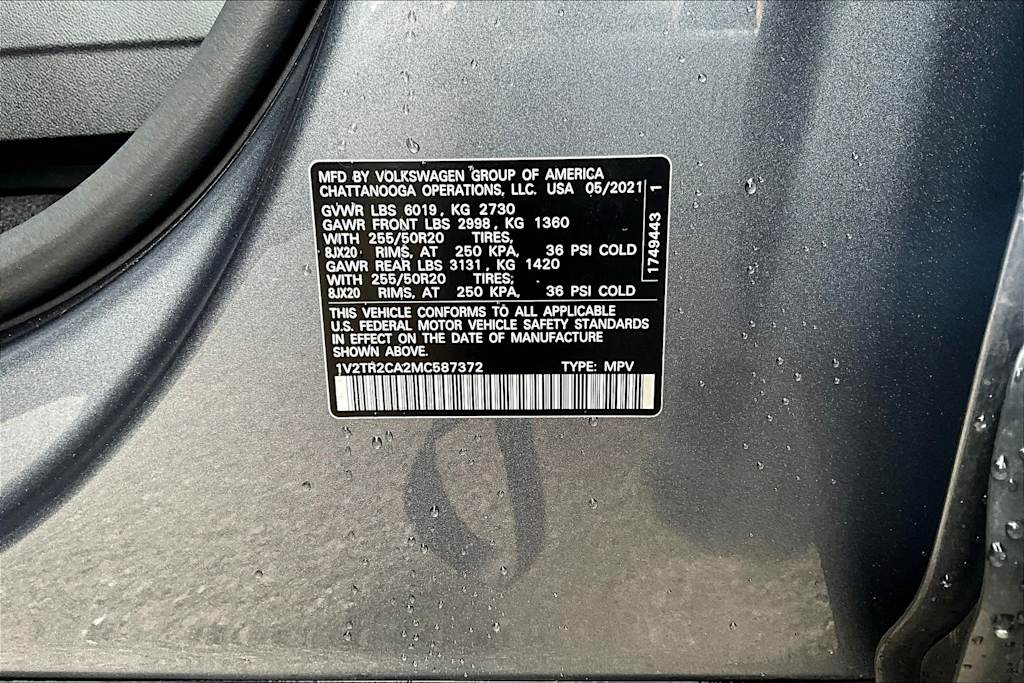 MFD BY VOLKSWAGEN GROUP OF AMERICA
CHATTANOOGA OPERATIONS, LLC. USA 05/2021
GVWR LBS 6019, KG 2730
GAWR FRONT LBS 2998, KG 1360
WITH 255/50R20 TIRES,
8JX20 RIMS, AT 250 KPA, 36 PSI COLD
GAWR REAR LBS 3131, KG 1420
WITH 255/50R20 TIRES,
8JX20 RIMS, AT 250 KPA, 36 PSI COLD
1749443 1
THIS VEHICLE CONFORMS TO ALL APPLICABLE
U.S. FEDERAL MOTOR VEHICLE SAFETY STANDARDS
IN EFFECT ON THE DATE OF MANUFACTURE
SHOWN ABOVE.
1V2TR2CA2MC587372 TYPE: MPV